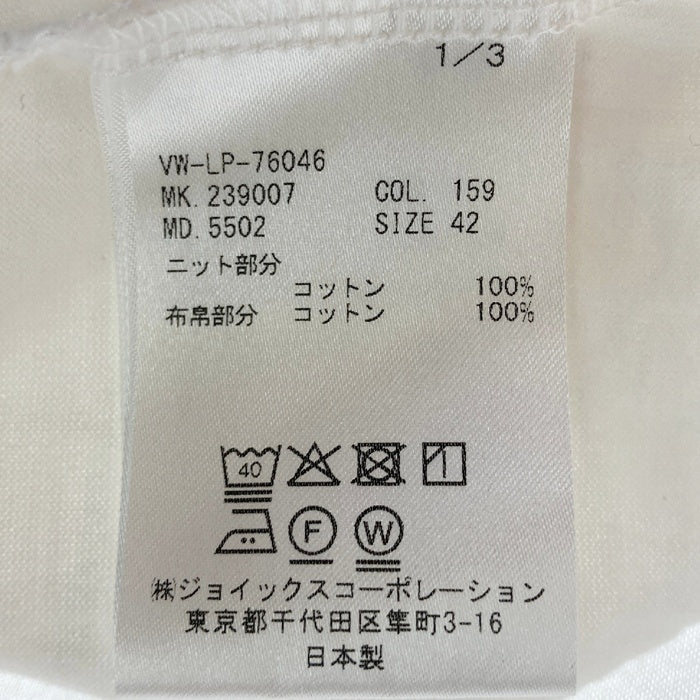 1/3
VW-LP-76046
MK.239007 COL. 159
MD.5502 SIZE 42
ニット部分
コットン 100%
布帛部分 コットン 100%
40
F W
㈱ジョイックスコーポレーション
東京都千代田区隼町3-16
日本製